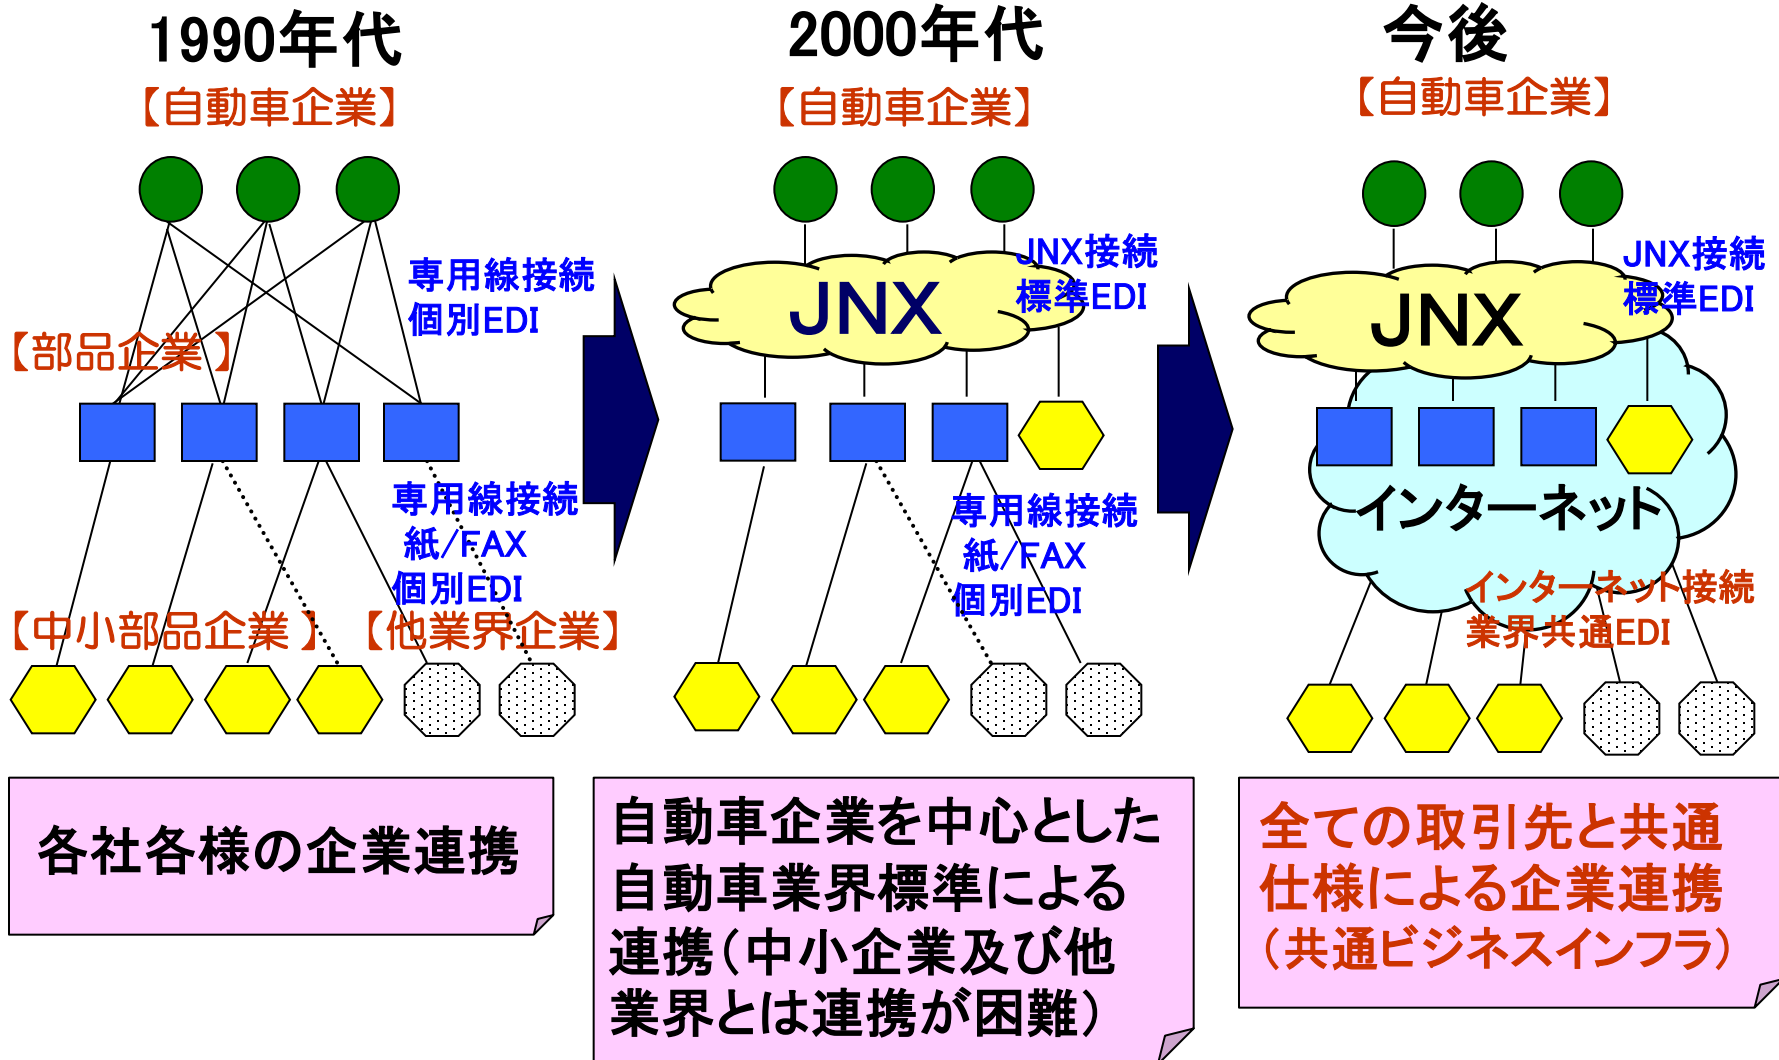 1990年代
【自動車企業】
専用線接続
個別EDI
【部品企業】
専用線接続
紙/FAX
個別EDI
【中小部品企業】
【他業界企業】
各社各様の企業連携
2000年代
【自動車企業】
JNX接続
標準EDI
JNX
専用線接続
紙/FAX
個別EDI
自動車企業を中心とした
自動車業界標準による
連携(中小企業及び他
業界とは連携が困難)
今後
【自動車企業】
JNX接続
標準EDI
JNX
インターネット
インターネット接続
業界共通EDI
全ての取引先と共通
仕様による企業連携
(共通ビジネスインフラ)